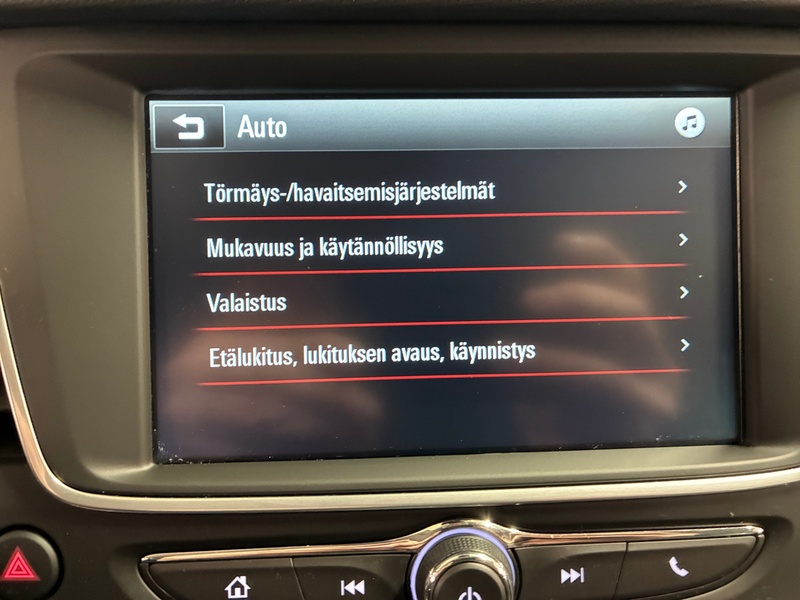 Auto
Törmäys-/havaitsemisjärjestelmät
Mukavuus ja käytännöllisyys
Valaistus
Etälukitus, lukituksen avaus, käynnistys